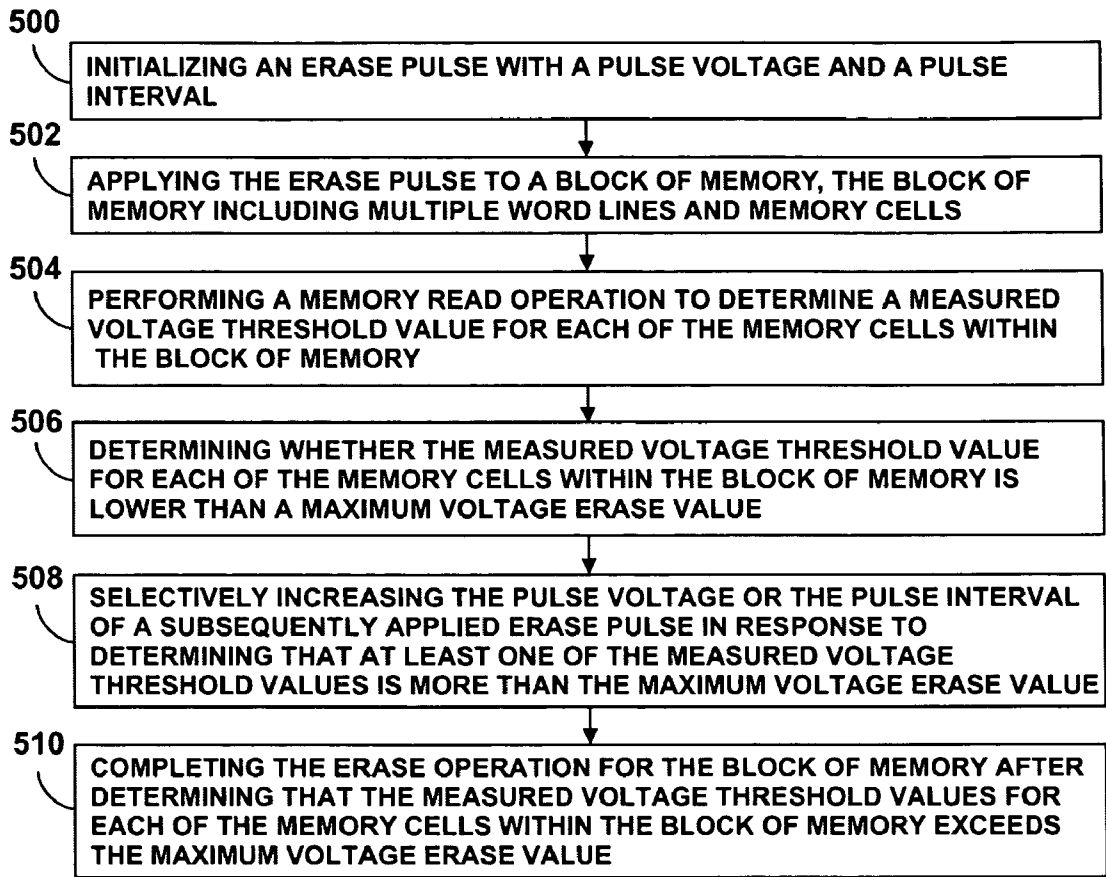 500
INITIALIZING AN ERASE PULSE WITH A PULSE VOLTAGE AND A PULSE
INTERVAL
502
APPLYING THE ERASE PULSE TO A BLOCK OF MEMORY, THE BLOCK OF
MEMORY INCLUDING MULTIPLE WORD LINES AND MEMORY CELLS
504
PERFORMING A MEMORY READ OPERATION TO DETERMINE A MEASURED
VOLTAGE THRESHOLD VALUE FOR EACH OF THE MEMORY CELLS WITHIN
THE BLOCK OF MEMORY
506
DETERMINING WHETHER THE MEASURED VOLTAGE THRESHOLD VALUE
FOR EACH OF THE MEMORY CELLS WITHIN THE BLOCK OF MEMORY IS
LOWER THAN A MAXIMUM VOLTAGE ERASE VALUE
508
SELECTIVELY INCREASING THE PULSE VOLTAGE OR THE PULSE INTERVAL
OF A SUBSEQUENTLY APPLIED ERASE PULSE IN RESPONSE TO
DETERMINING THAT AT LEAST ONE OF THE MEASURED VOLTAGE
THRESHOLD VALUES IS MORE THAN THE MAXIMUM VOLTAGE ERASE VALUE
510
COMPLETING THE ERASE OPERATION FOR THE BLOCK OF MEMORY AFTER
DETERMINING THAT THE MEASURED VOLTAGE THRESHOLD VALUES FOR
EACH OF THE MEMORY CELLS WITHIN THE BLOCK OF MEMORY EXCEEDS
THE MAXIMUM VOLTAGE ERASE VALUE